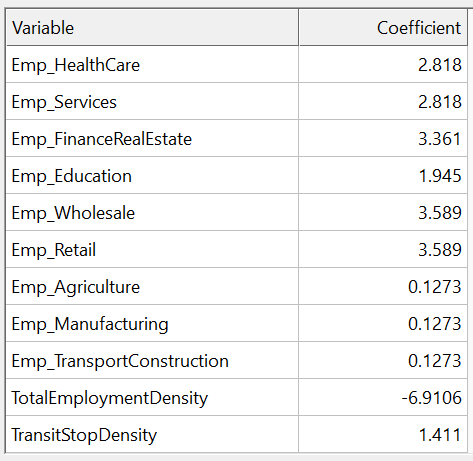 Variable Coefficient
Emp_HealthCare 2.818
Emp_Services 2.818
Emp_FinanceRealEstate 3.361
Emp_Education 1.945
Emp_Wholesale 3.589
Emp_Retail 3.589
Emp_Agriculture 0.1273
Emp_Manufacturing 0.1273
Emp_TransportConstruction 0.1273
TotalEmploymentDensity -6.9106
TransitStopDensity 1.411